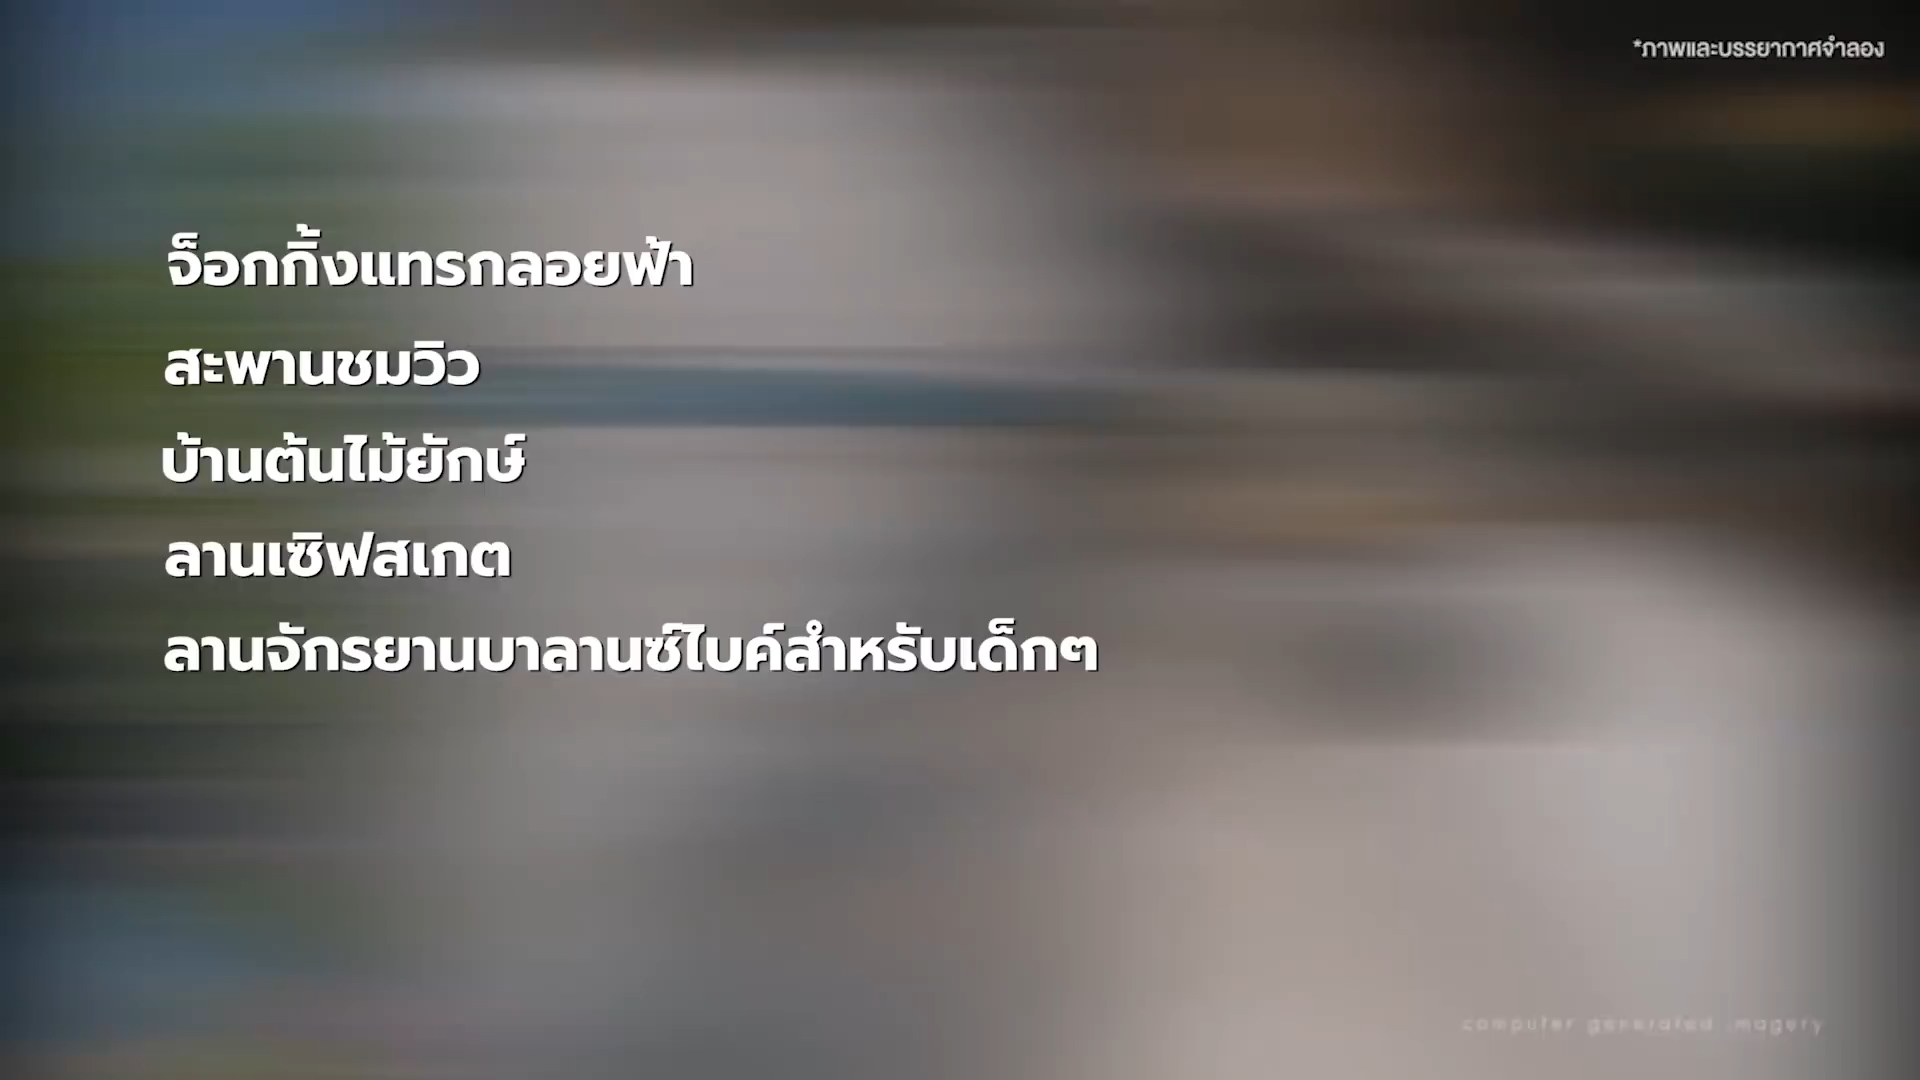 *ภาพและบรรยากาศจำลอง
จ็อกกิ้งแทรกลอยฟ้า
สะพานชมวิว
บ้านต้นไม้ยักษ์
ลานเซิฟสเกต
ลานจักรยานบาลานซ์ไบค์สำหรับเด็กๆ
computer generated imagery